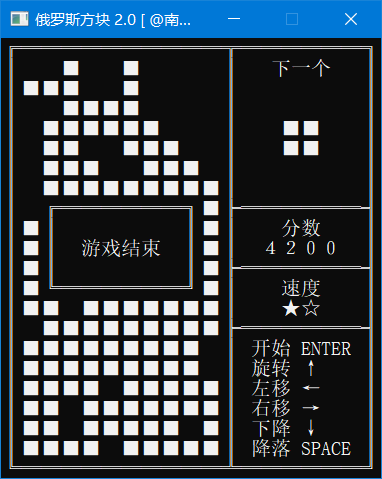 俄罗斯方块 2.0 [ @南...
下一个
分数
４２００
游戏结束
速度
★☆
开始 ENTER
旋转 ↑
左移 ←
右移 →
下降 ↓
降落 SPACE